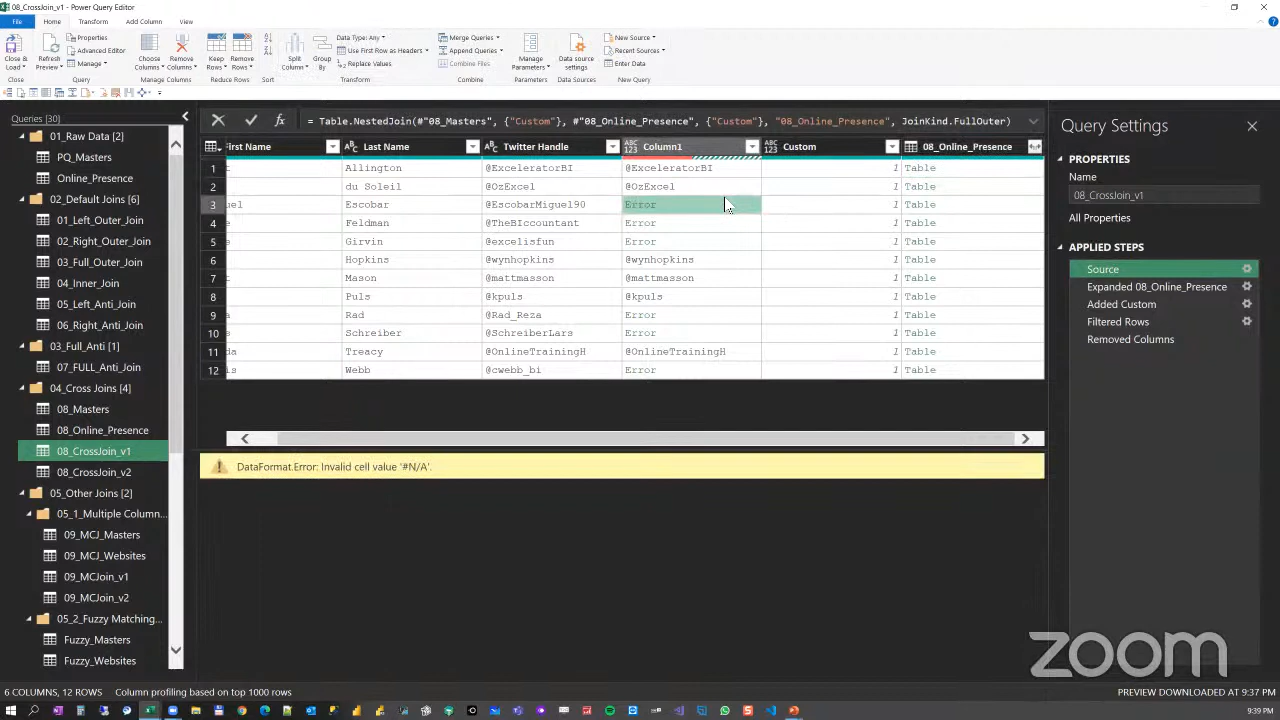 08_CrossJoin_v1 - Power Query Editor
File
Home
Transform
Add Column
View
Close & Load
Refresh Preview
Properties
Advanced Editor
Manage
Choose Columns
Remove Columns
Keep Rows
Remove Rows
Split Column
Group By
Data Type: Any
Use First Row as Headers
Replace Values
Merge Queries
Append Queries
Combine Files
Manage Parameters
Data source settings
New Source
Recent Sources
Enter Data
Close
Query
Manage Columns
Reduce Rows
Sort
Transform
Combine
Parameters
Data Sources
New Query
Queries [30]
01_Raw Data [2]
PQ_Masters
Online_Presence
02_Default Joins [6]
01_Left_Outer_Join
02_Right_Outer_Join
03_Full_Outer_Join
04_Inner_Join
05_Left_Anti_Join
06_Right_Anti_Join
03_Full_Anti [1]
07_FULL_Anti_Join
04_Cross Joins [4]
08_Masters
08_Online_Presence
08_CrossJoin_v1
08_CrossJoin_v2
05_Other Joins [2]
05_1_Multiple Column...
09_MCJ_Masters
09_MCJ_Websites
09_MCJoin_v1
09_MCJoin_v2
05_2_Fuzzy Matching...
Fuzzy_Masters
Fuzzy_Websites
= Table.NestedJoin(#"08_Masters", {"Custom"}, #"08_Online_Presence", {"Custom"}, "08_Online_Presence", JoinKind.FullOuter)
First Name Last Name Twitter Handle Column1 Custom 08_Online_Presence
1 t Allington @ExceleratorBI @ExceleratorBI 1 Table
2 du Soleil @OzExcel @OzExcel 1 Table
3 uel Escobar @EscobarMiguel90 Error 1 Table
4 e Feldman @TheBIccountant Error 1 Table
5 Girvin @excelisfun Error 1 Table
6 Hopkins @wynhopkins @wynhopkins 1 Table
7 t Mason @mattmasson @mattmasson 1 Table
8 Puls @kpuls @kpuls 1 Table
9 a Rad @Rad_Reza Error 1 Table
10 s Schreiber @SchreiberLars Error 1 Table
11 da Treacy @OnlineTrainingH @OnlineTrainingH 1 Table
12 is Webb @cwebb_bi Error 1 Table
DataFormat.Error: Invalid cell value '#N/A'.
Query Settings
PROPERTIES
Name
08_CrossJoin_v1
All Properties
APPLIED STEPS
Source
Expanded 08_Online_Presence
Added Custom
Filtered Rows
Removed Columns
zoom
6 COLUMNS, 12 ROWS
Column profiling based on top 1000 rows
PREVIEW DOWNLOADED AT 9:37 PM
9:39 PM